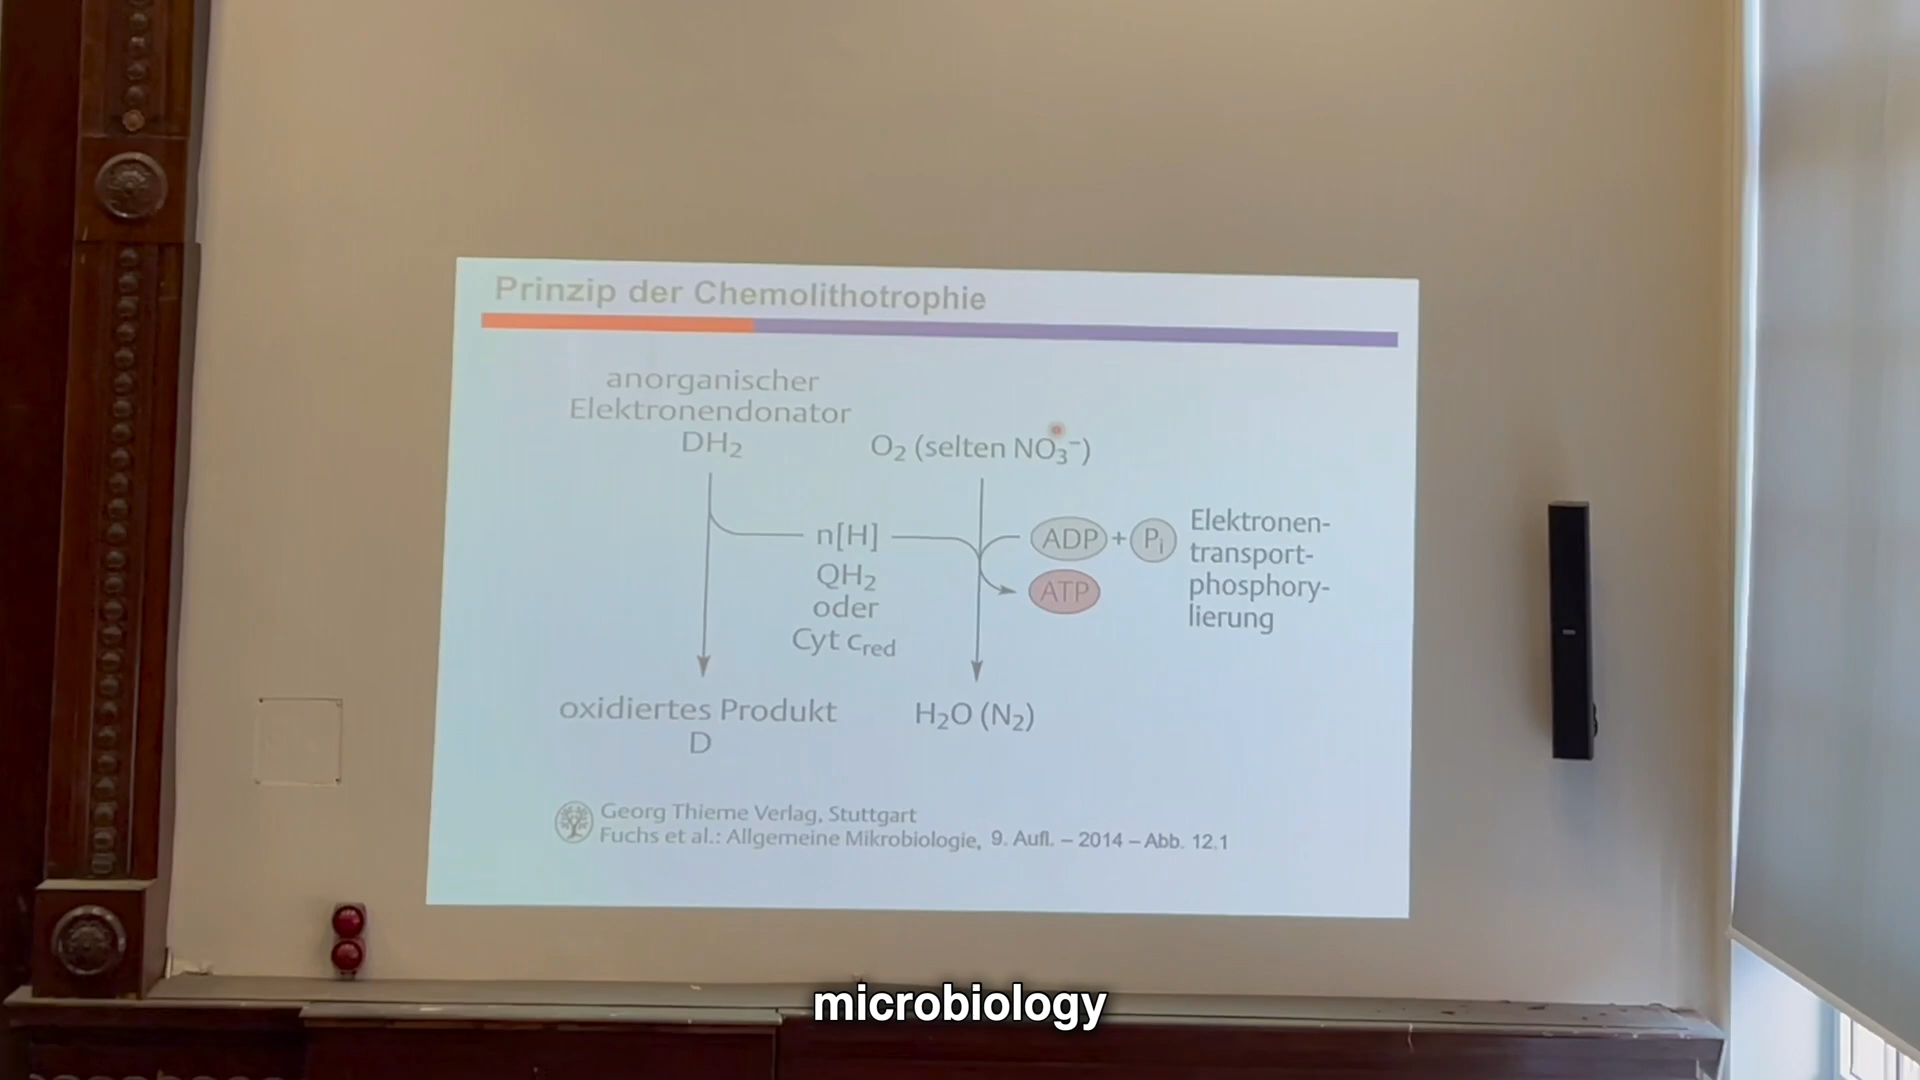 Prinzip der Chemolithotrophie
anorganischer
Elektronendonator
DH₂
O₂ (selten NO₃⁻)
n[H]
QH₂
oder
Cyt c_red
ADP + Pᵢ
ATP
Elektronen-
transport-
phosphory-
lierung
oxidiertes Produkt
D
H₂O (N₂)
Georg Thieme Verlag, Stuttgart
Fuchs et al.: Allgemeine Mikrobiologie, 9. Aufl. – 2014 – Abb. 12.1
microbiology